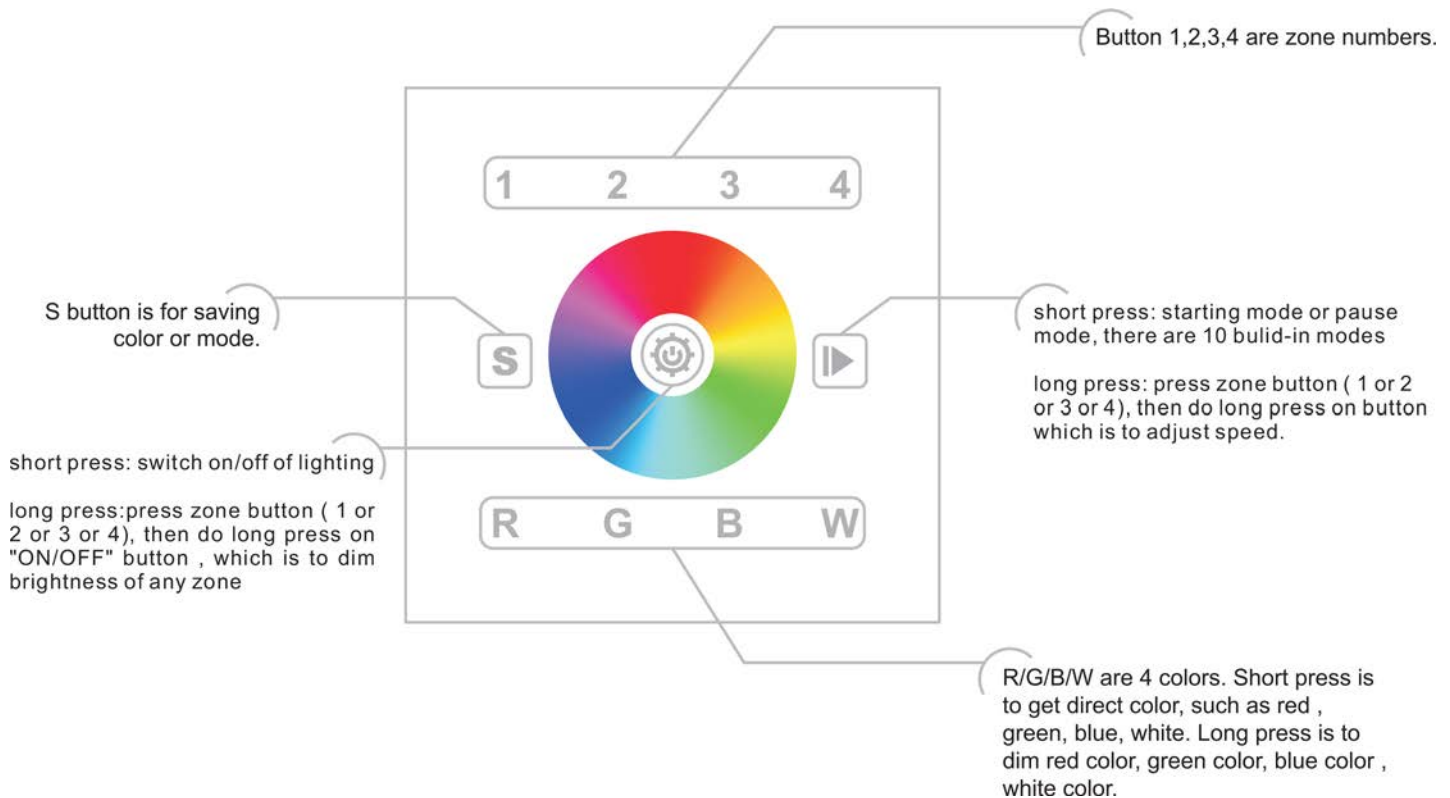 Button 1,2,3,4 are zone numbers.
1 2 3 4
S button is for saving
color or mode.
S
short press: starting mode or pause
mode, there are 10 bulid-in modes
long press: press zone button ( 1 or 2
or 3 or 4), then do long press on button
which is to adjust speed.
short press: switch on/off of lighting
long press:press zone button ( 1 or
2 or 3 or 4), then do long press on
"ON/OFF" button , which is to dim
brightness of any zone
R G B W
R/G/B/W are 4 colors. Short press is
to get direct color, such as red ,
green, blue, white. Long press is to
dim red color, green color, blue color ,
white color.